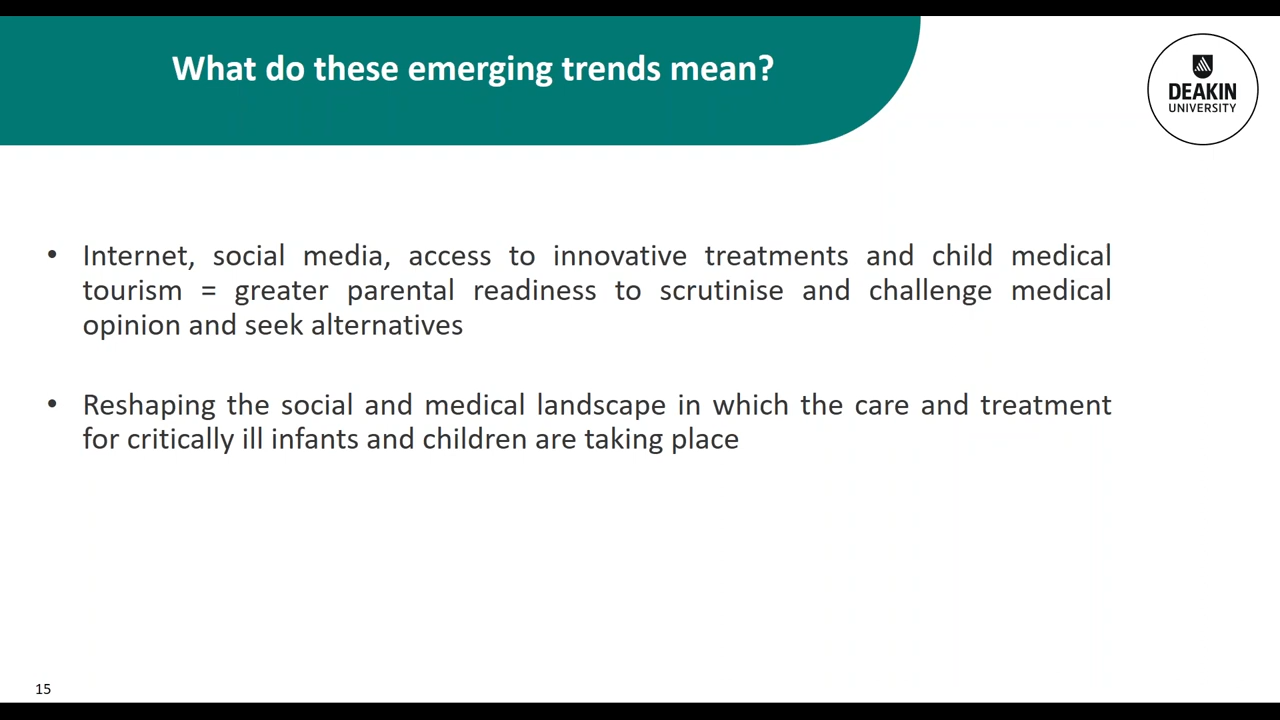 What do these emerging trends mean?
DEAKIN
UNIVERSITY
• Internet, social media, access to innovative treatments and child medical
tourism = greater parental readiness to scrutinise and challenge medical
opinion and seek alternatives
• Reshaping the social and medical landscape in which the care and treatment
for critically ill infants and children are taking place
15